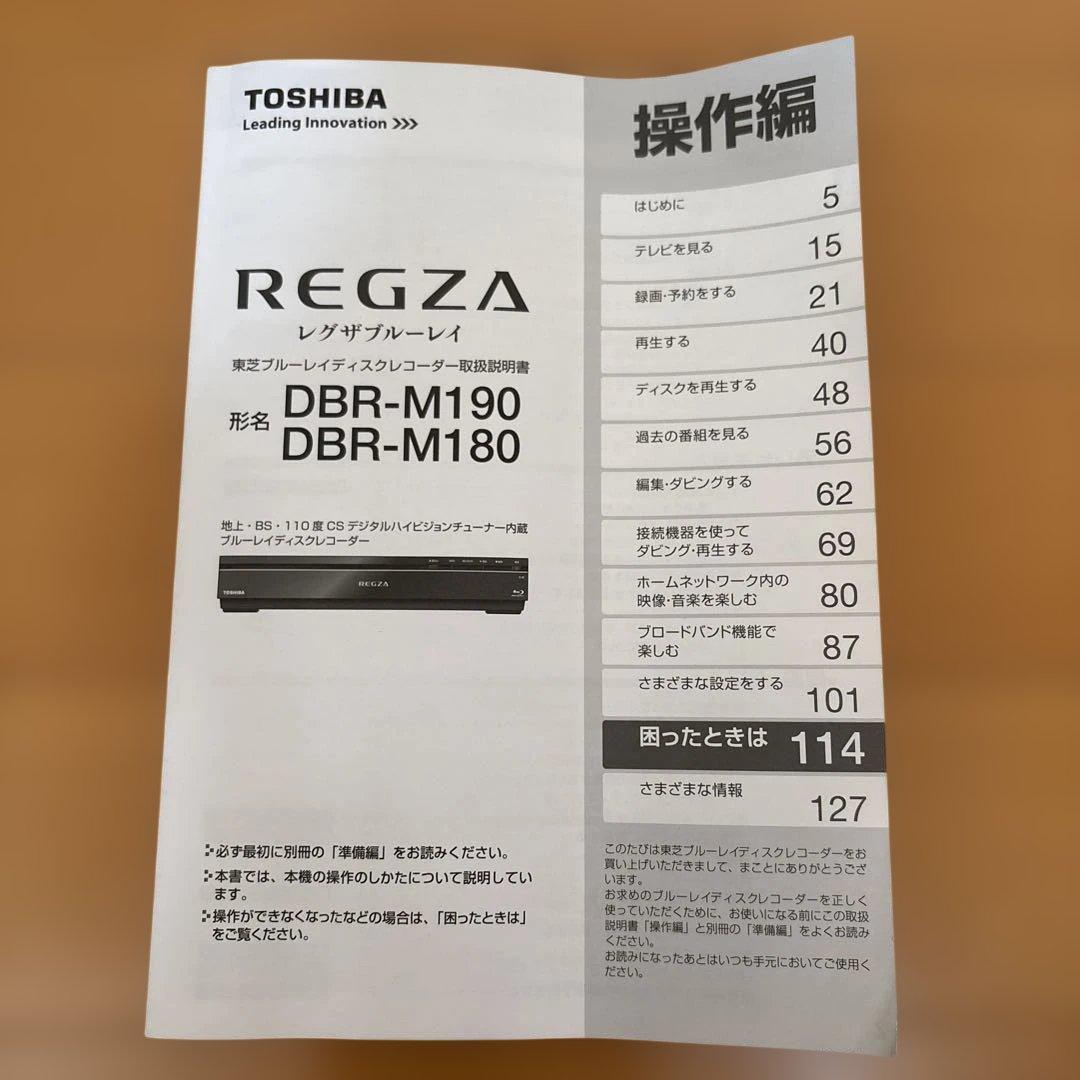 TOSHIBA
Leading Innovation >>>
REGZA
レグザブルーレイ
東芝ブルーレイディスクレコーダー取扱説明書
形名
DBR-M190
DBR-M180
地上・BS・110度CSデジタルハイビジョンチューナー内蔵
ブルーレイディスクレコーダー
REGZA
TOSHIBA
必ず最初に別冊の「準備編」をお読みください。
本書では、本機の操作のしかたについて説明してい
ます。
操作ができなくなったなどの場合は、「困ったときは」
をご覧ください。
操作編
はじめに 5
テレビを見る 15
録画・予約をする 21
再生する 40
ディスクを再生する 48
過去の番組を見る 56
編集・ダビングする 62
接続機器を使って
ダビング・再生する 69
ホームネットワーク内の
映像・音楽を楽しむ 80
ブロードバンド機能で
楽しむ 87
さまざまな設定をする 101
困ったときは 114
さまざまな情報 127
このたびは東芝ブルーレイディスクレコーダーをお
買い上げいただきまして、まことにありがとうござ
います。
お求めのブルーレイディスクレコーダーを正しく
使っていただくために、お使いになる前にこの取扱
説明書「操作編」と別冊の「準備編」をよくお読み
ください。
お読みになったあとはいつも手元においてご使用く
ださい。